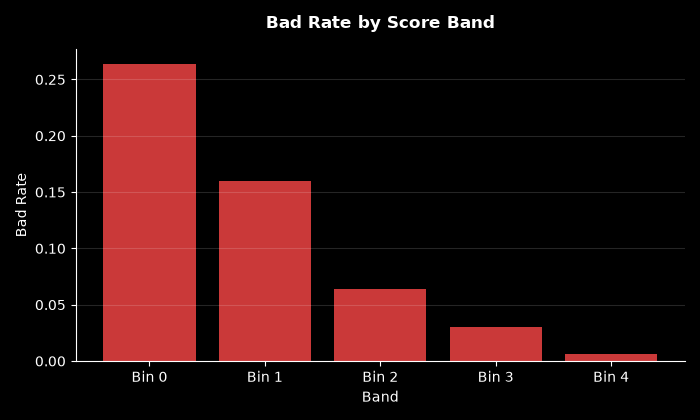 Bad Rate by Score Band
Bad Rate
0.25
0.20
0.15
0.10
0.05
0.00
Bin 0
Bin 1
Bin 2
Bin 3
Bin 4
Band